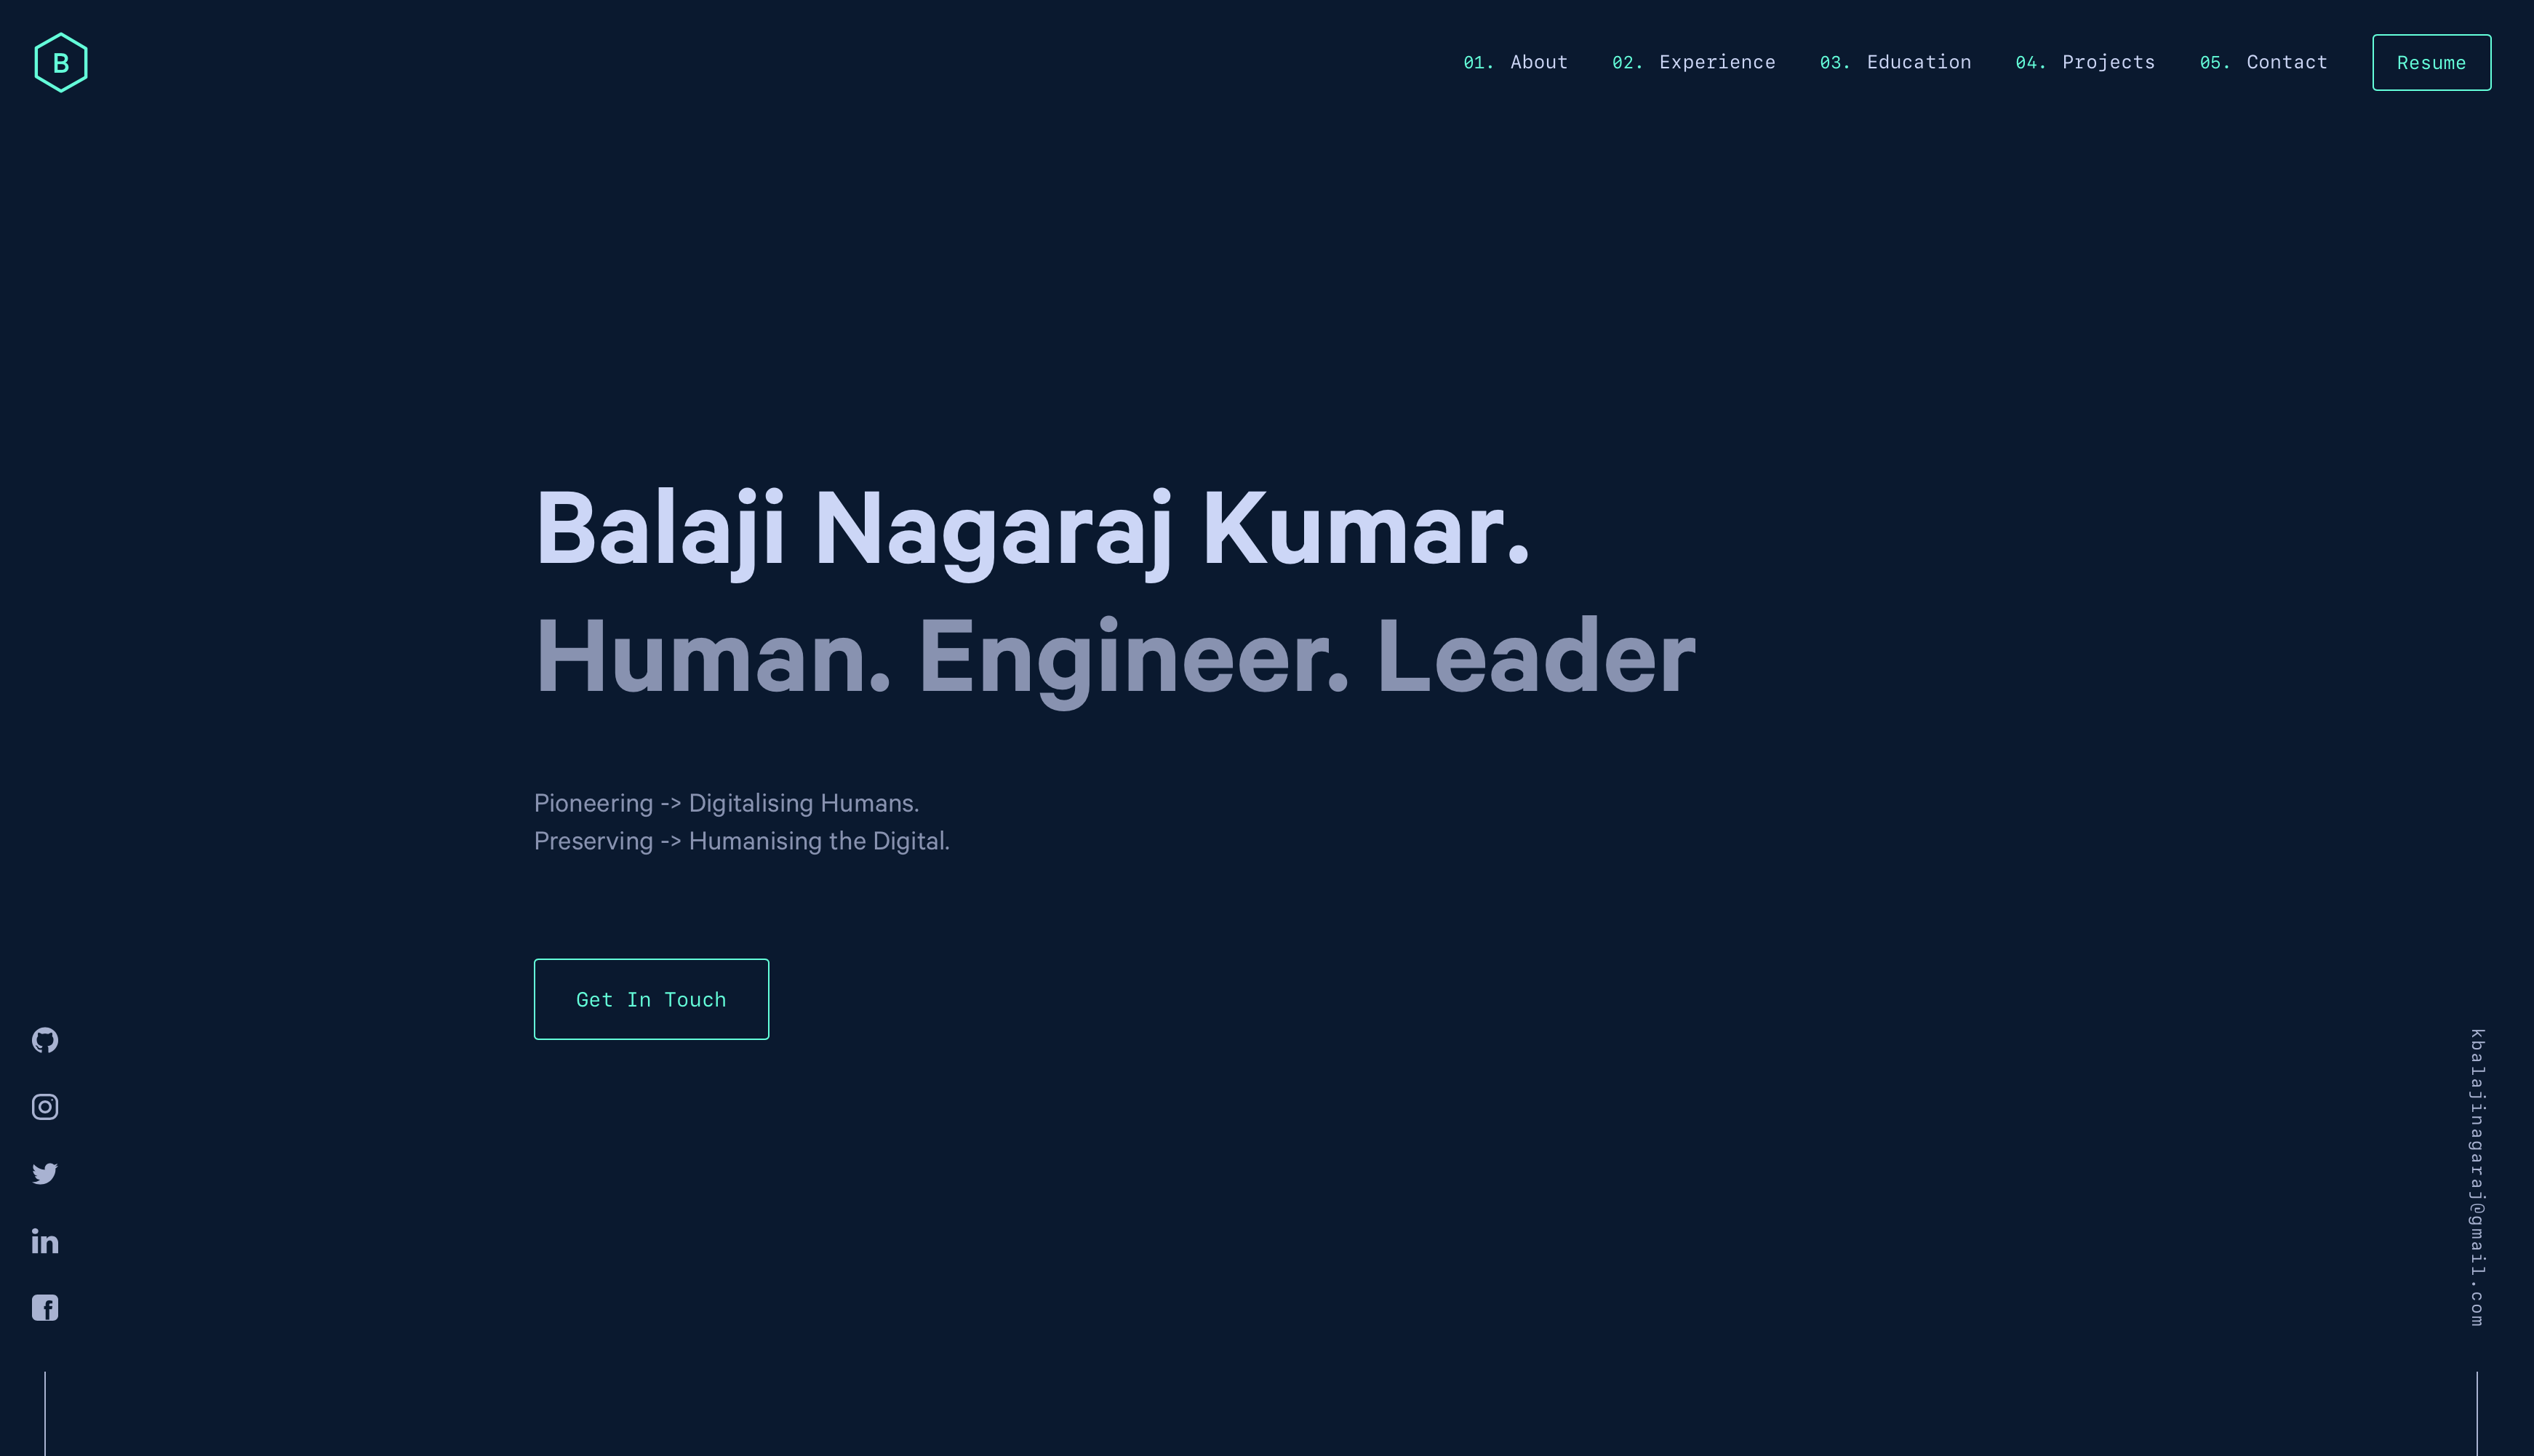 B
01. About 02. Experience 03. Education 04. Projects 05. Contact Resume
Balaji Nagaraj Kumar.
Human. Engineer. Leader
Pioneering -> Digitalising Humans.
Preserving -> Humanising the Digital.
Get In Touch
kbalajinagaraj@gmail.com